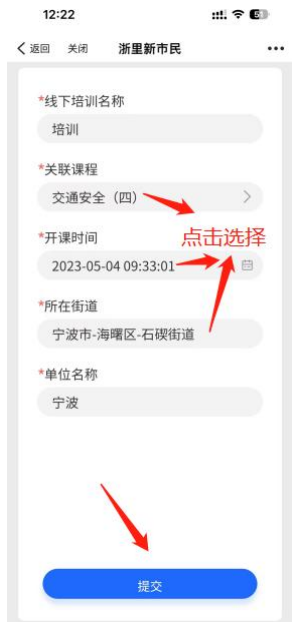 12:22
返回 关闭 浙里新市民
*线下培训名称
培训
*关联课程
交通安全（四）
*开课时间
点击选择
2023-05-04 09:33:01
*所在街道
宁波市-海曙区-石碶街道
*单位名称
宁波
提交